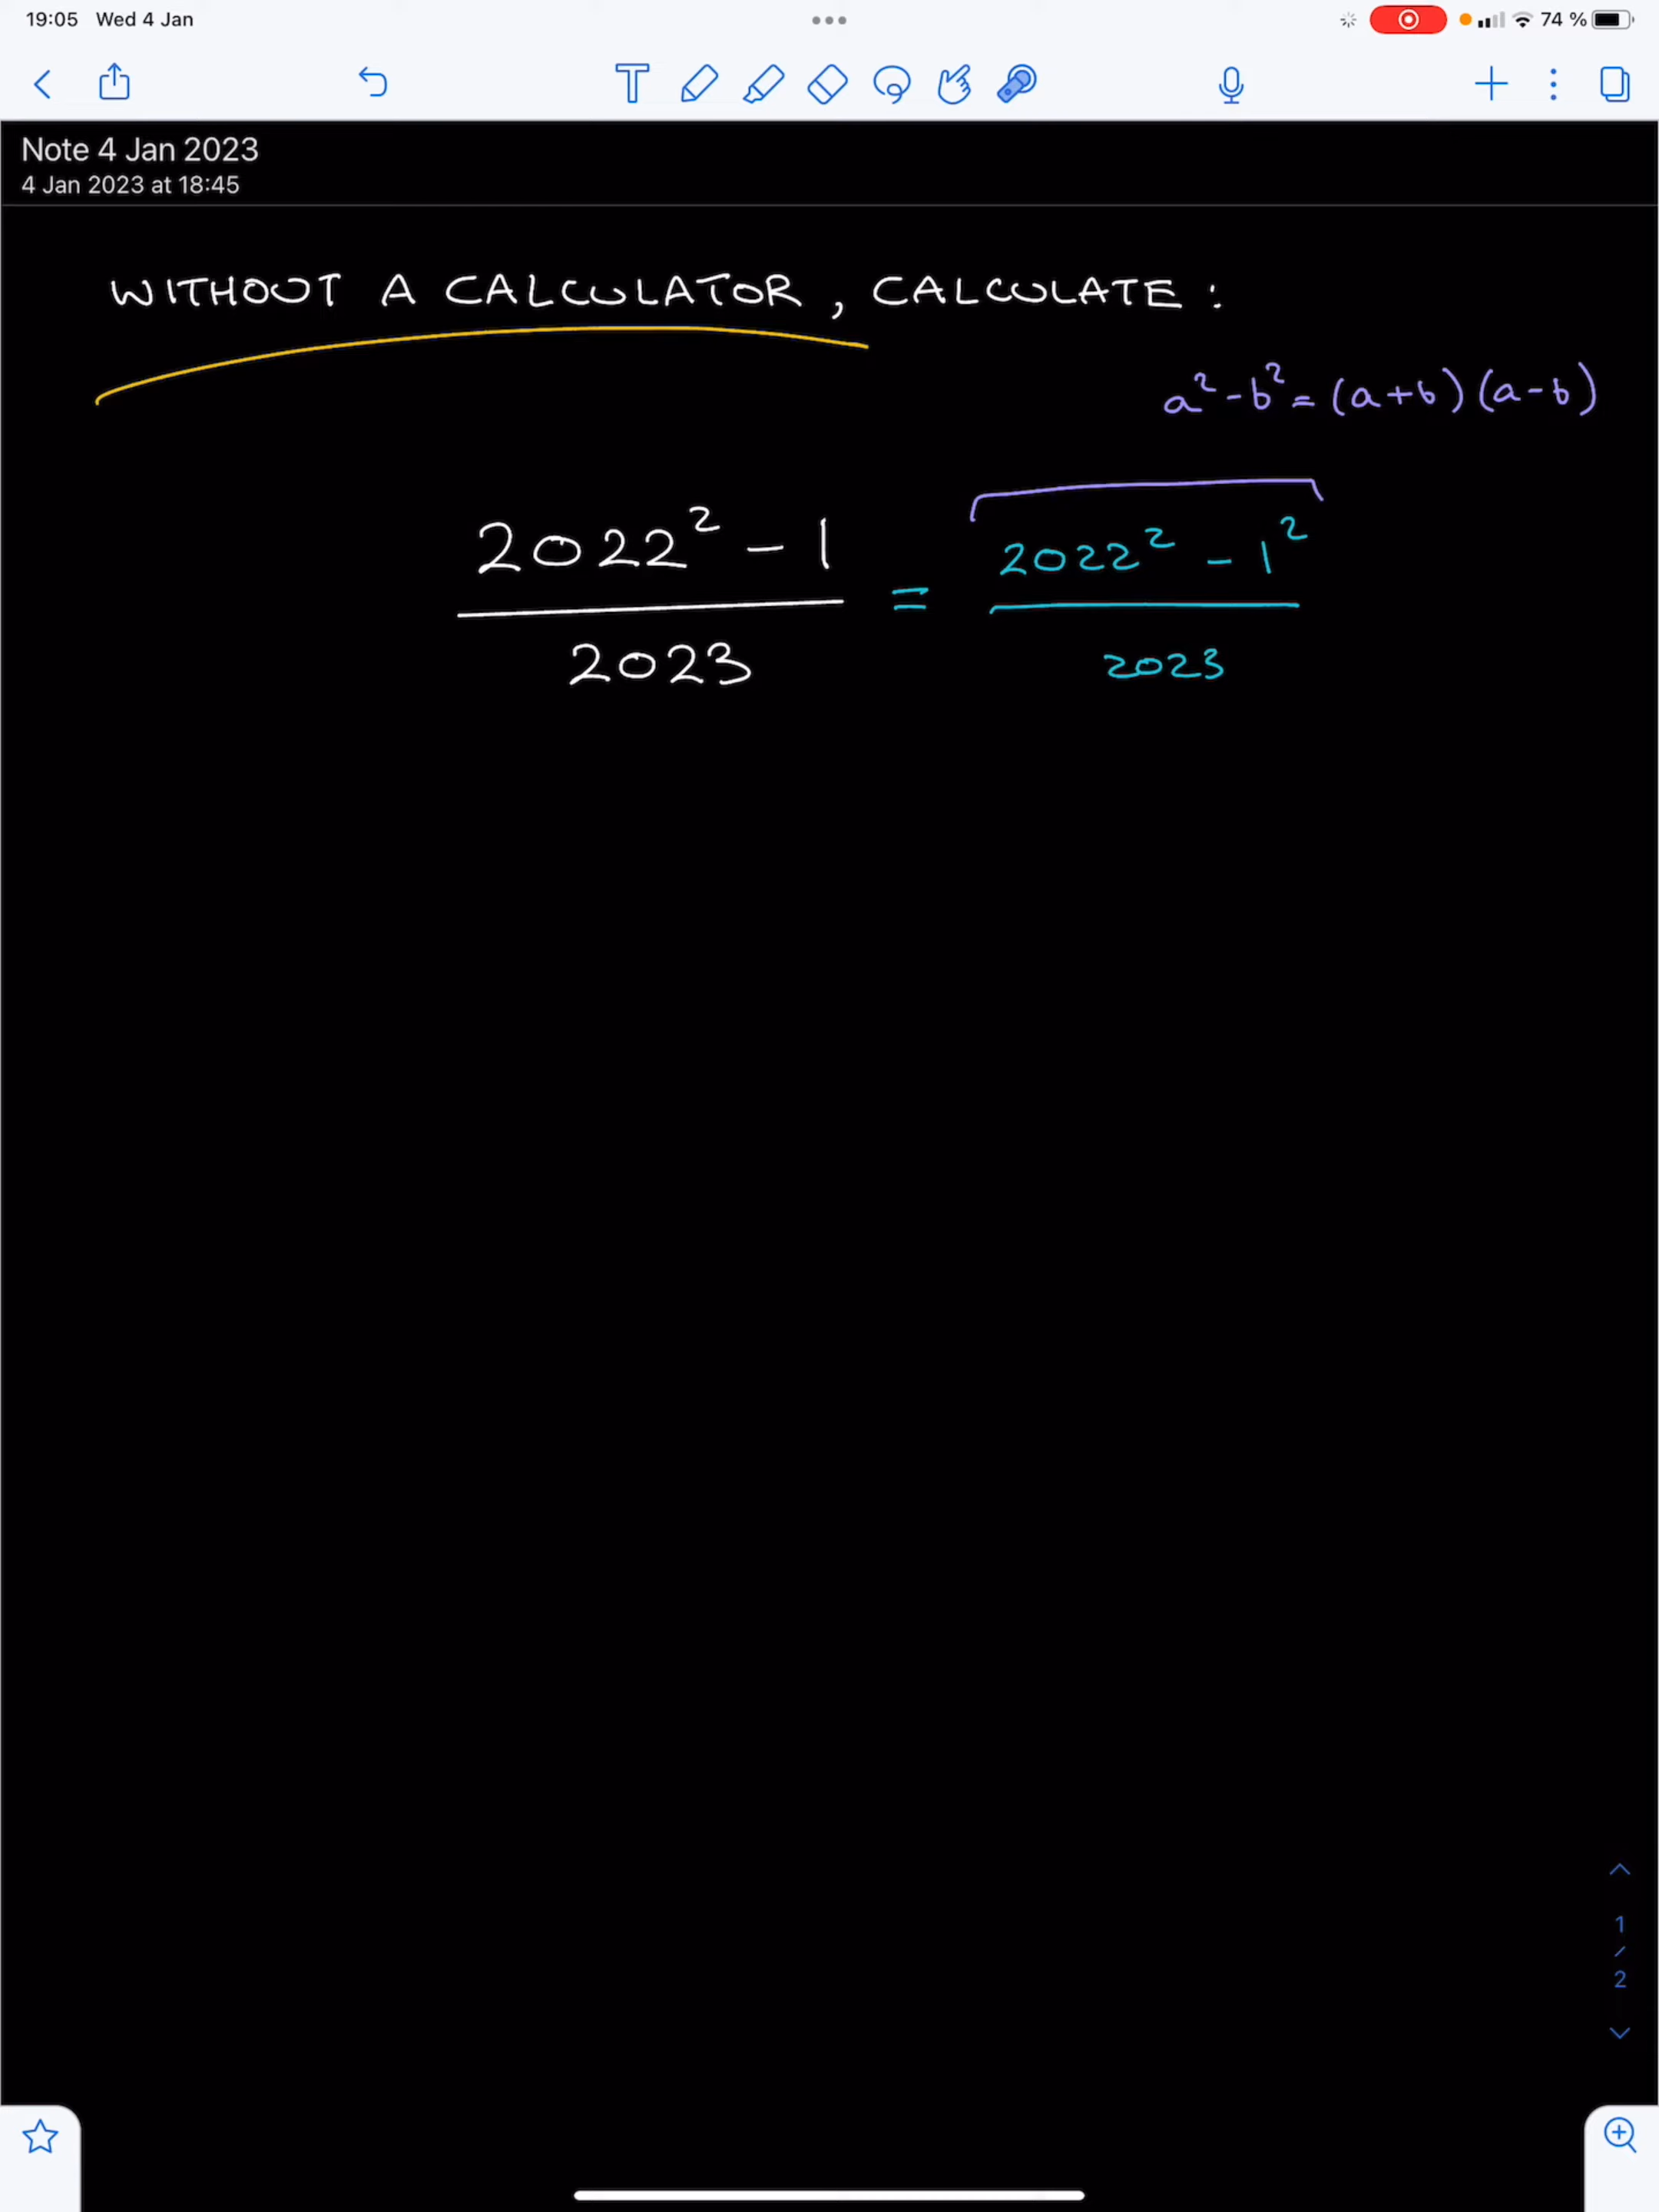 19:05 Wed 4 Jan 74 %
T
Note 4 Jan 2023
4 Jan 2023 at 18:45
WITHOUT A CALCULATOR, CALCULATE:
a² - b² = (a+b)(a-b)
2022² - 1 = 2022² - 1²
2023 2023
1
/
2